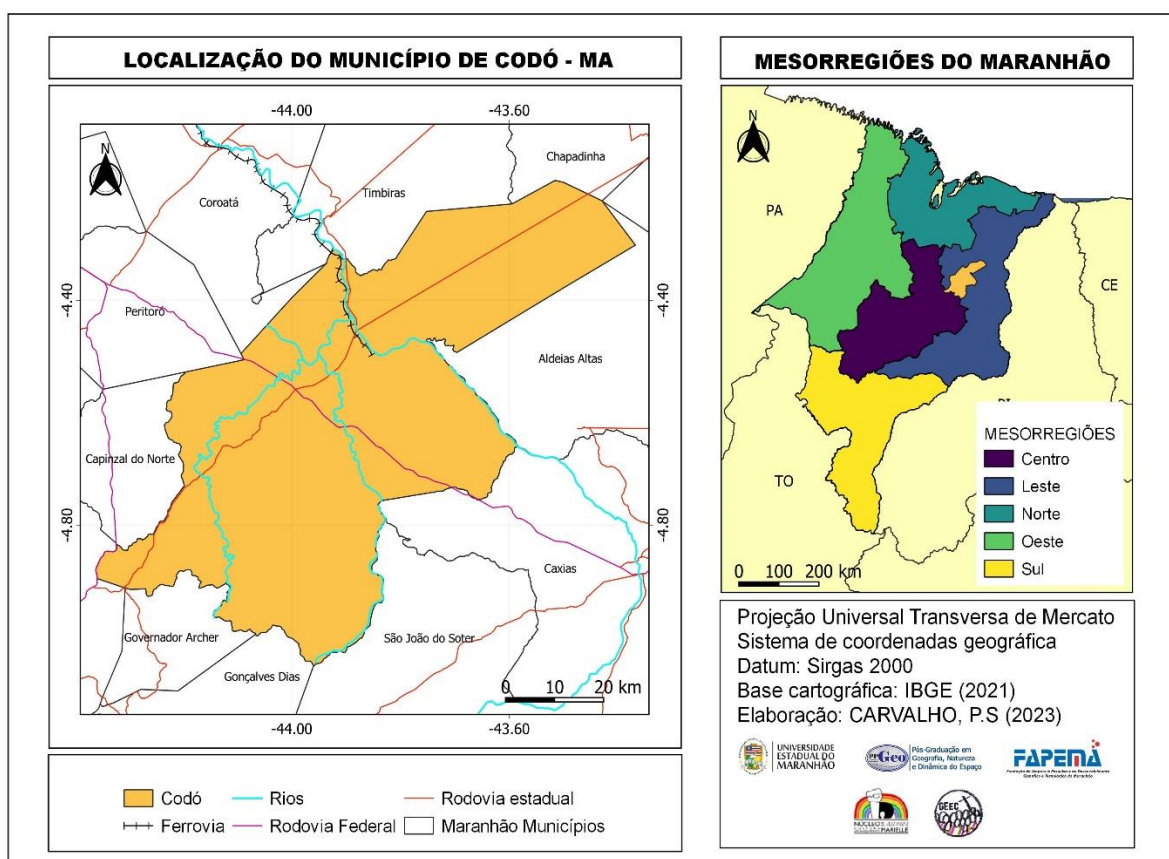 LOCALIZAÇÃO DO MUNICÍPIO DE CODÓ - MA
-44.00
-43.60
N
Chapadinha
Timbiras
Coroatá
-4.40
-4.40
Peritoró
Aldeias Altas
Capinzal do Norte
-4.80
-4.80
Caxias
Governador Archer
São João do Soter
Gonçalves Dias
0 10 20 km
-44.00
-43.60
Codó
Rios
Rodovia estadual
Ferrovia
Rodovia Federal
Maranhão Municípios
MESORREGIÕES DO MARANHÃO
N
PA
CE
PI
TO
MESORREGIÕES
Centro
Leste
Norte
Oeste
Sul
0 100 200 km
Projeção Universal Transversa de Mercato
Sistema de coordenadas geográfica
Datum: Sirgas 2000
Base cartográfica: IBGE (2021)
Elaboração: CARVALHO, P.S (2023)
UNIVERSIDADE
ESTADUAL DO
MARANHÃO
Geo
Pós-Graduação em
Geografia, Natureza
e Dinâmica do Espaço
FAPEMA
NÚCLEO
MARIELLE
GEEC